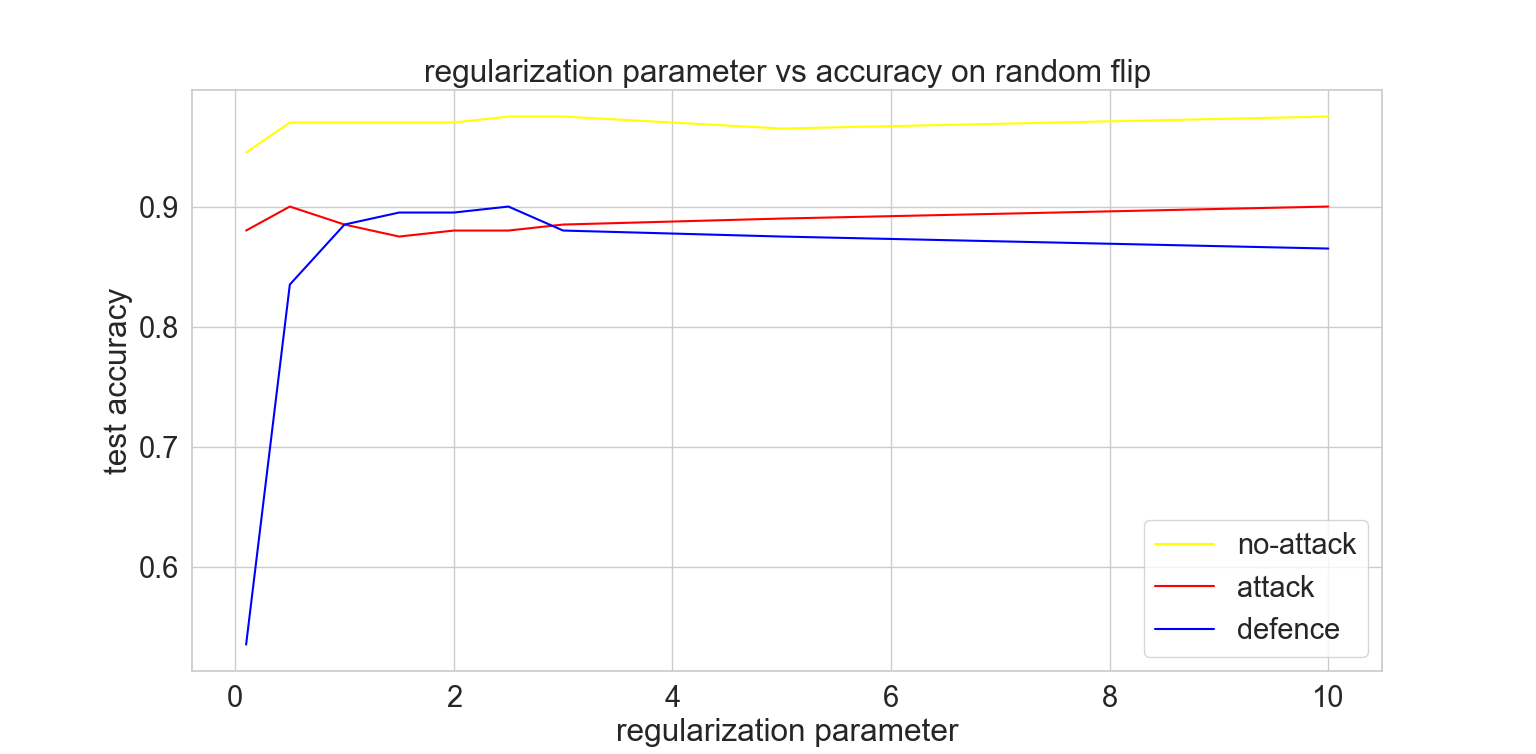 regularization parameter vs accuracy on random flip
test accuracy
0.9
0.8
0.7
0.6
no-attack
attack
defence
0 2 4 6 8 10
regularization parameter